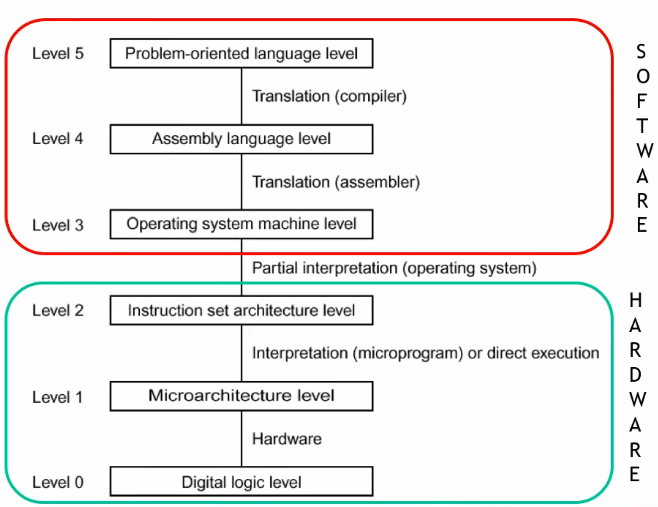 Level 5 Problem-oriented language level
Translation (compiler)
Level 4 Assembly language level
Translation (assembler)
Level 3 Operating system machine level
Partial interpretation (operating system)
Level 2 Instruction set architecture level
Interpretation (microprogram) or direct execution
Level 1 Microarchitecture level
Hardware
Level 0 Digital logic level
SOFTWARE
HARDWARE